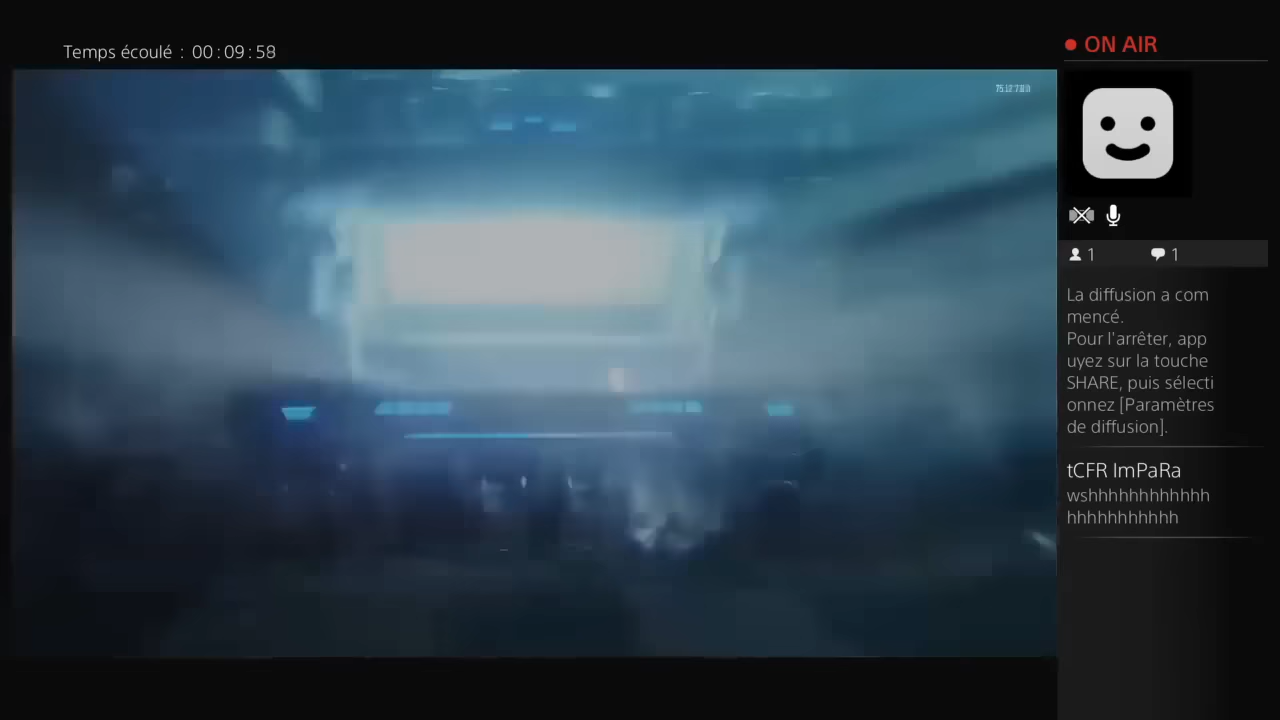 Temps écoulé : 00:09:58
ON AIR
1 1
La diffusion a com
mencé.
Pour l'arrêter, app
uyez sur la touche
SHARE, puis sélecti
onnez [Paramètres
de diffusion].
tCFR ImPaRa
wshhhhhhhhhhhh
hhhhhhhhhhh